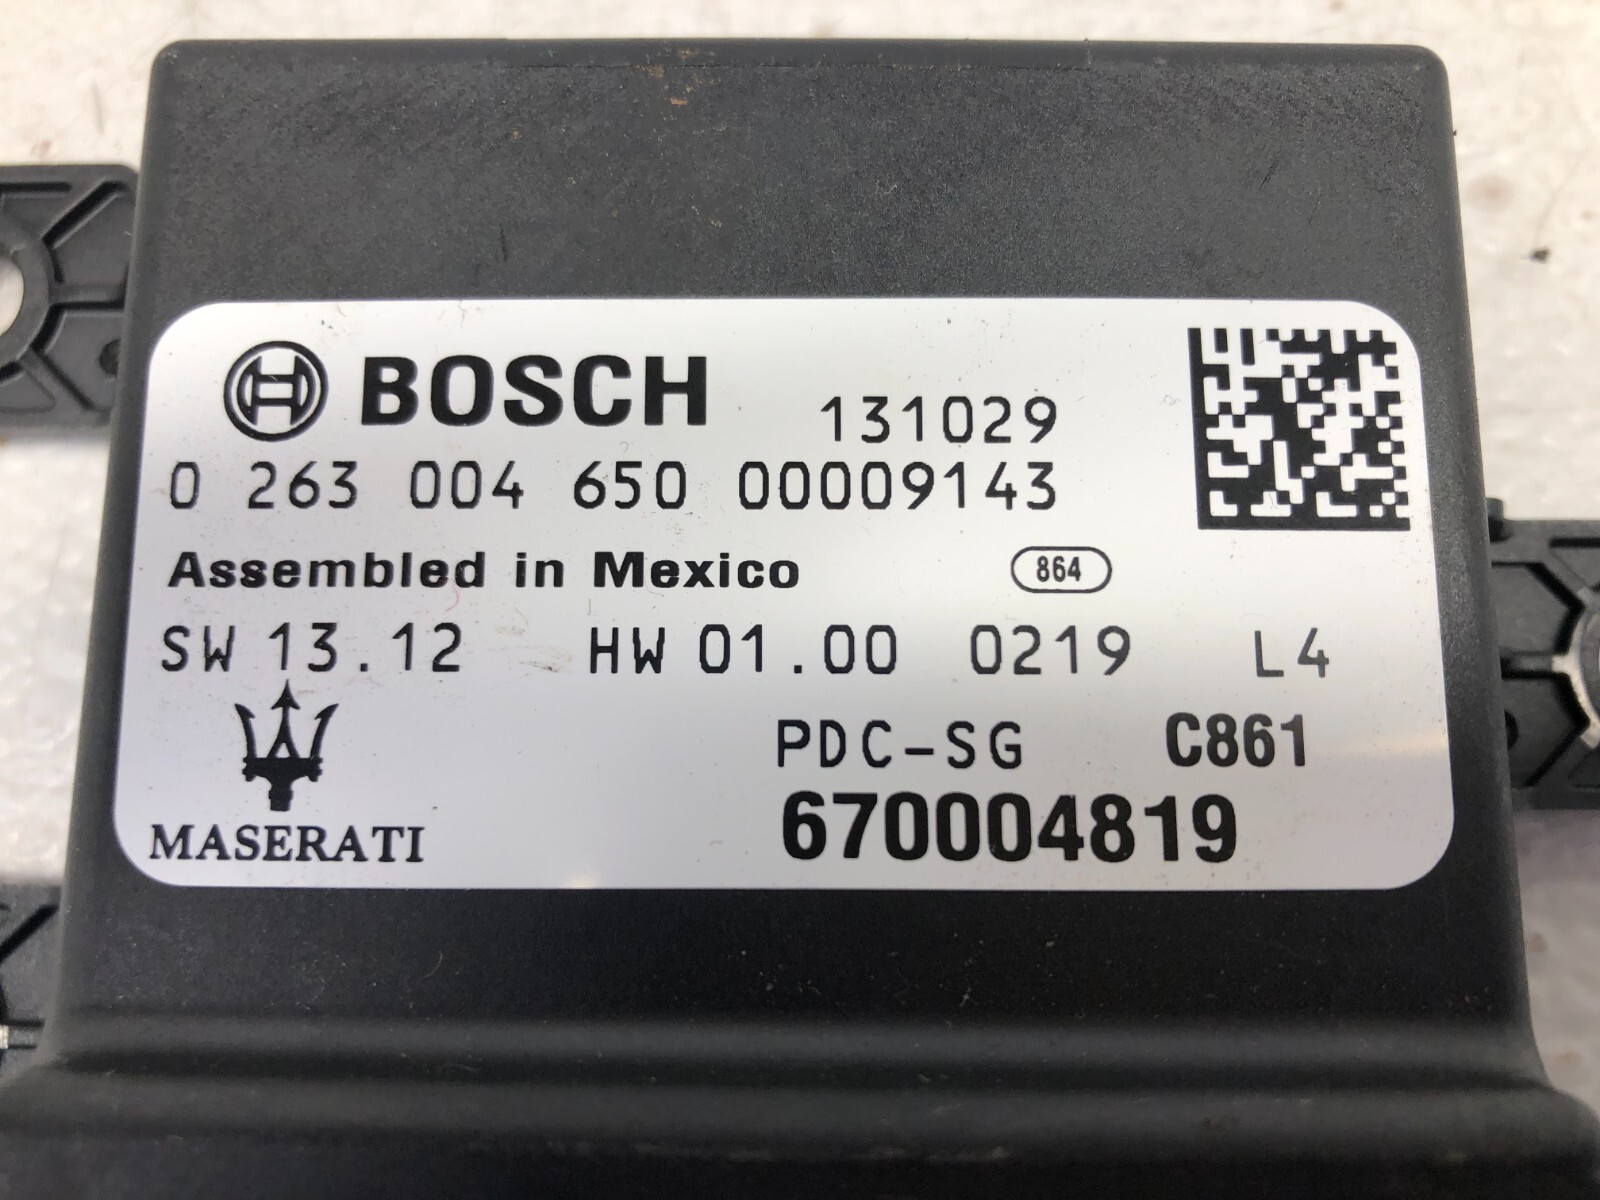 BOSCH 131029
0 263 004 650 00009143
Assembled in Mexico 864
SW 13.12 HW 01.00 0219 L4
PDC-SG C861
MASERATI 670004819